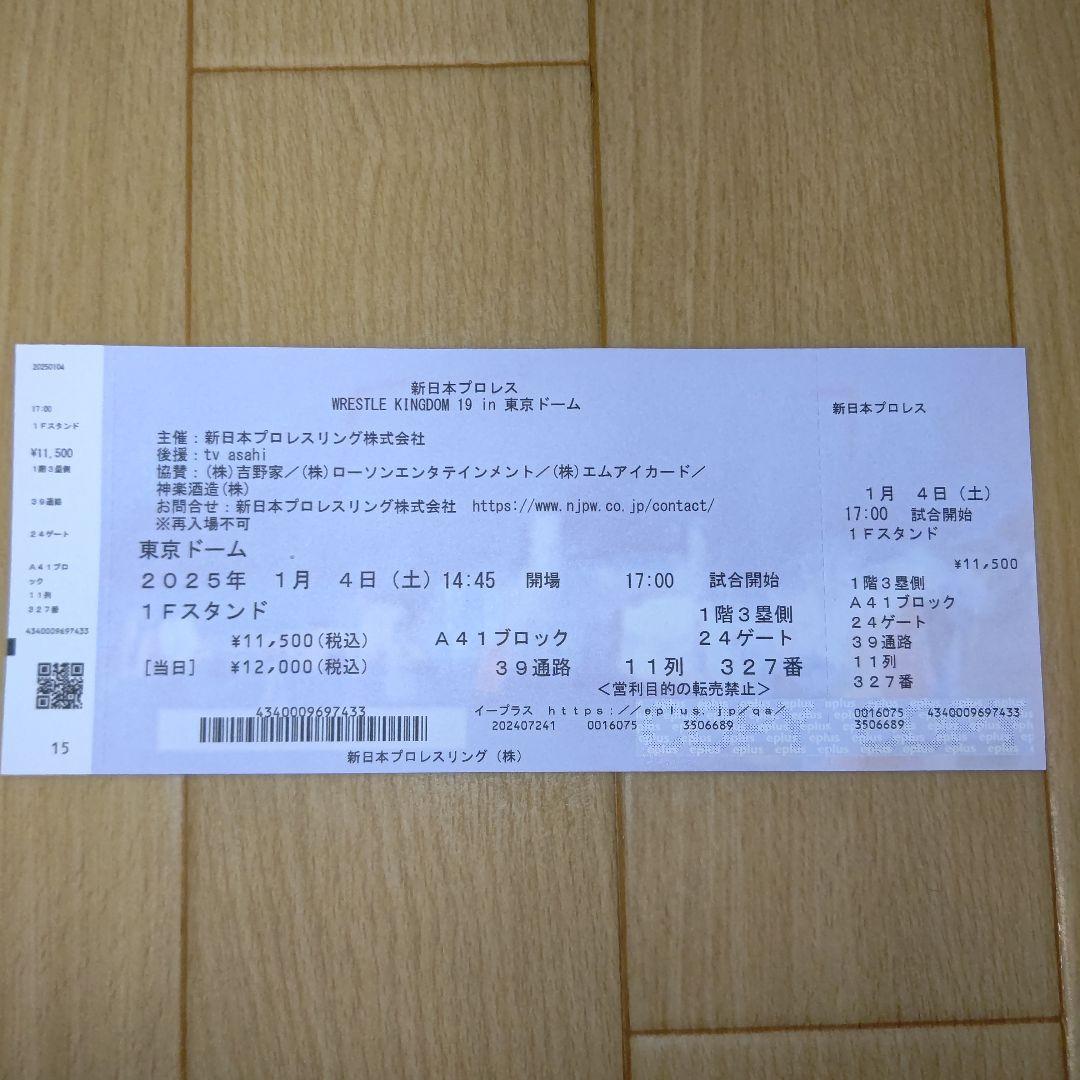 20250104
17:00
1Fスタンド
¥11,500
1階3塁側
39通路
24ゲート
A41ブロ
ック
11列
327番
4340009697433
15
新日本プロレス
WRESTLE KINGDOM 19 in 東京ドーム
主催：新日本プロレスリング株式会社
後援：tv asahi
協賛：(株)吉野家／(株)ローソンエンタテインメント／(株)エムアイカード／
神楽酒造(株)
お問合せ：新日本プロレスリング株式会社 https://www.njpw.co.jp/contact/
※再入場不可
東京ドーム
2025年 1月 4日（土）14:45 開場 17:00 試合開始
1Fスタンド 1階3塁側
¥11,500(税込) A41ブロック 24ゲート
[当日] ¥12,000(税込) 39通路 11列 327番
＜営利目的の転売禁止＞
4340009697433 イープラス https://eplus.jp/qa/
202407241 0016075 3506689
新日本プロレスリング（株）
新日本プロレス
1月 4日（土）
17:00 試合開始
1Fスタンド
¥11,500
1階3塁側
A41ブロック
24ゲート
39通路
11列
327番
0016075 4340009697433
3506689
eplus eplus eplus eplus eplus eplus